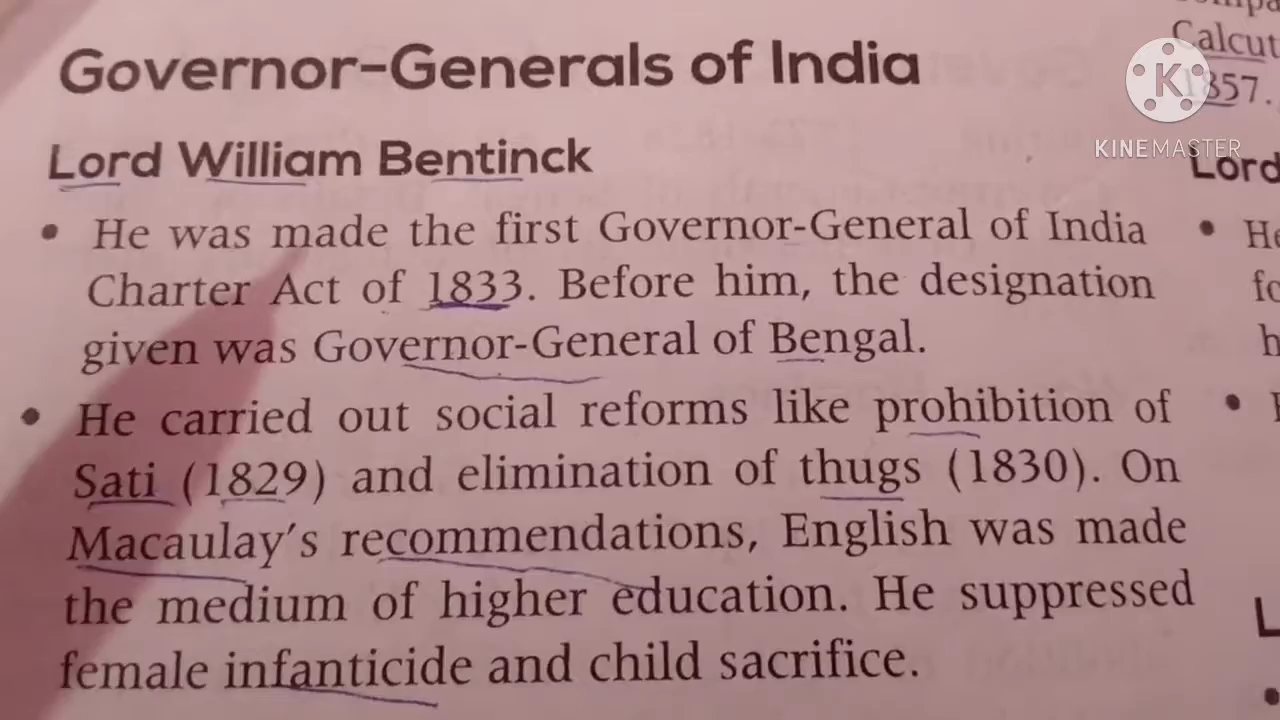 Governor-Generals of India
Lord William Bentinck
• He was made the first Governor-General of India
Charter Act of 1833. Before him, the designation
given was Governor-General of Bengal.
• He carried out social reforms like prohibition of
Sati (1829) and elimination of thugs (1830). On
Macaulay's recommendations, English was made
the medium of higher education. He suppressed
female infanticide and child sacrifice.
Calcut
1857.
K
KINEMASTER
Lord
• He
fo
h
•
L
•